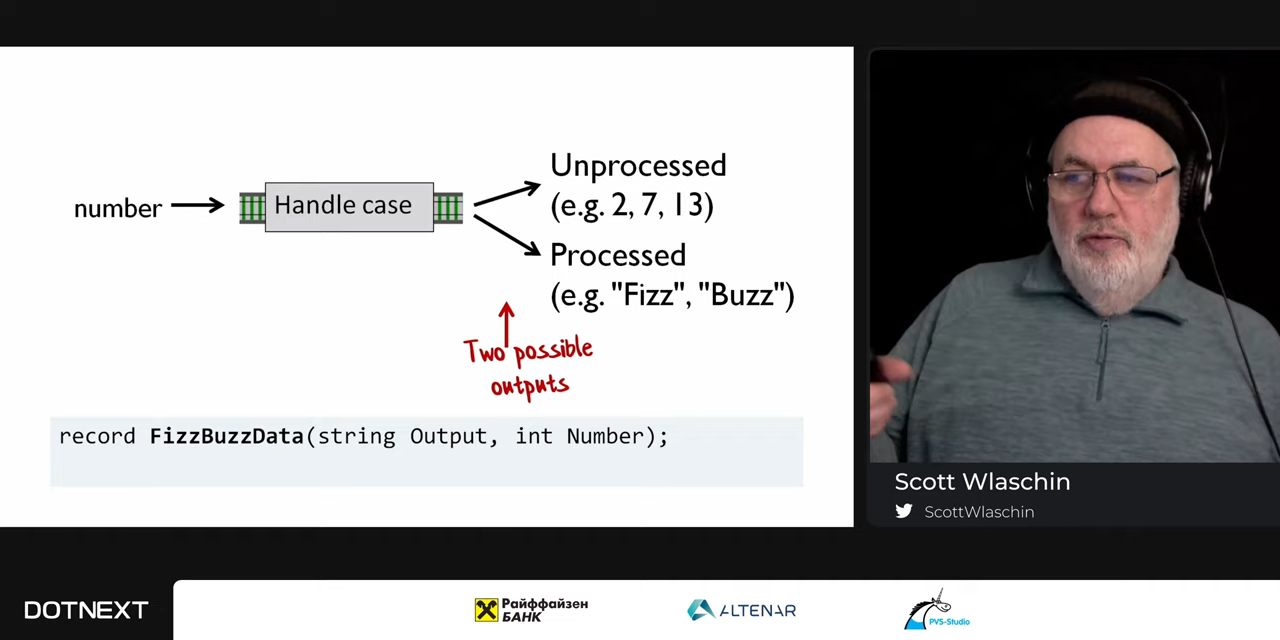 Unprocessed
(e.g. 2, 7, 13)
number
Handle case
Processed
(e.g. "Fizz", "Buzz")
Two possible
outputs
record FizzBuzzData(string Output, int Number);
Scott Wlaschin
ScottWlaschin
DOTNEXT
Райффайзен
БАНК
ALTENAR
PVS-Studio